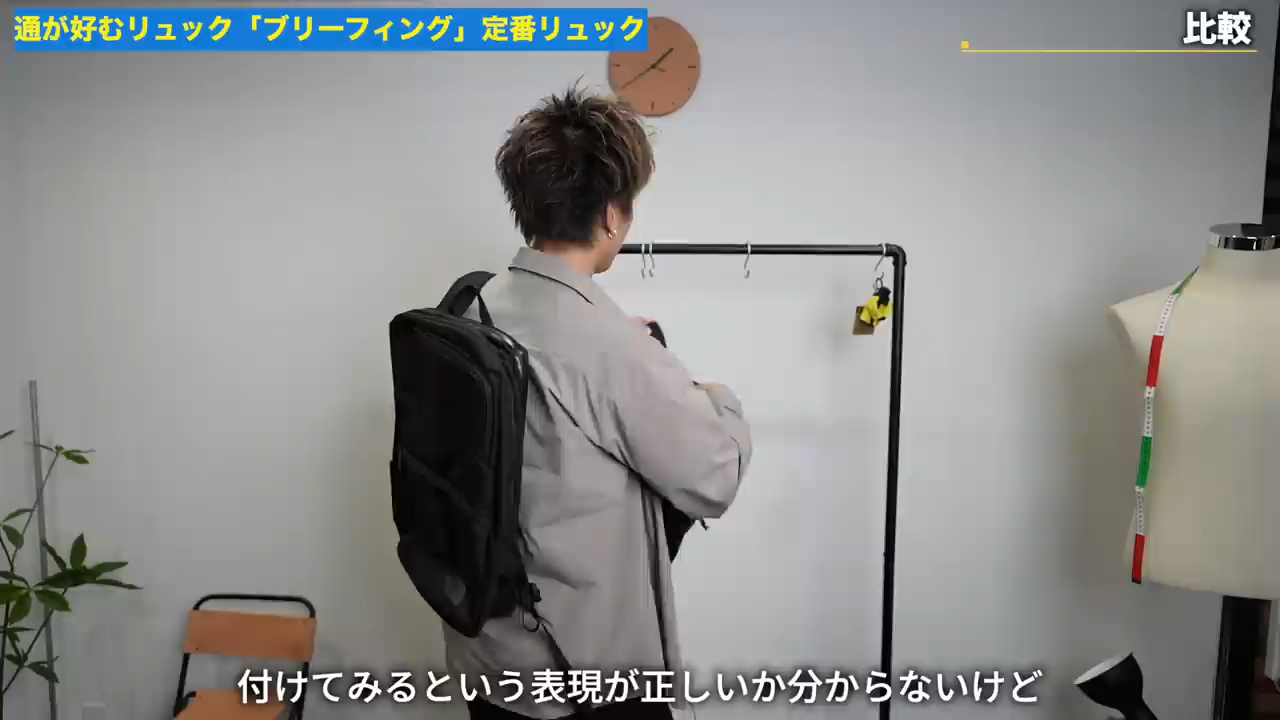 通が好むリュック「ブリーフィング」定番リュック
比較
付けてみるという表現が正しいか分からないけど